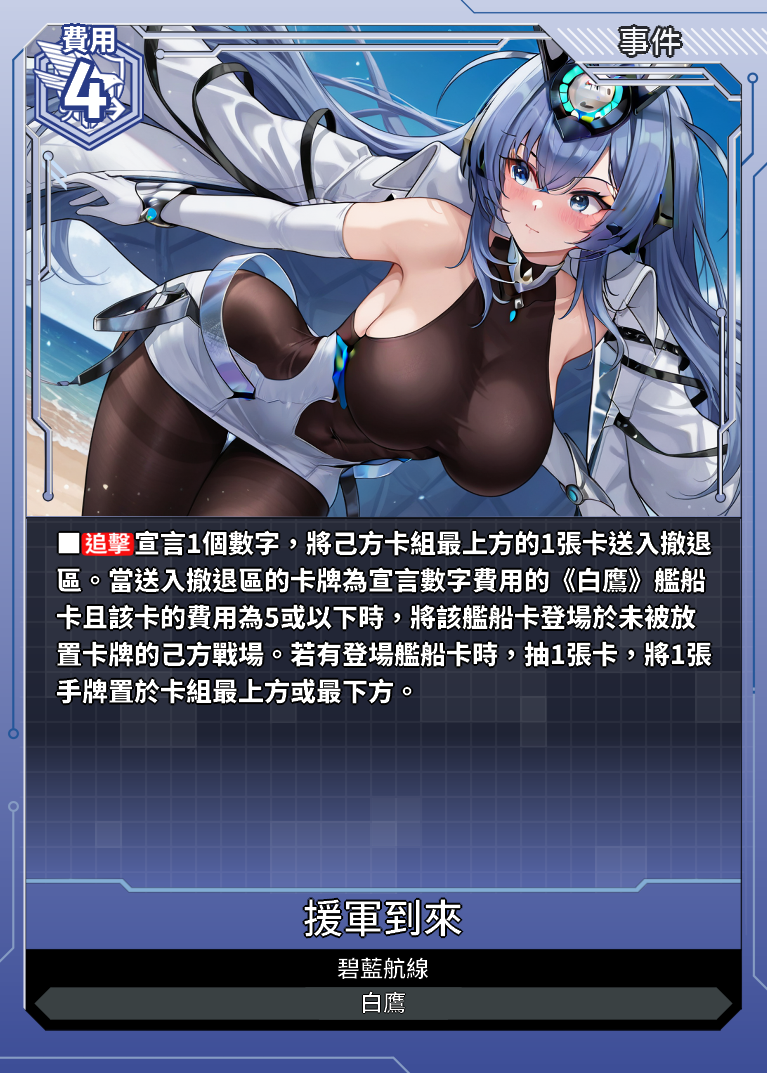 費用
4
事件
■追擊宣言1個數字，將己方卡組最上方的1張卡送入撤退
區。當送入撤退區的卡牌為宣言數字費用的《白鷹》艦船
卡且該卡的費用為5或以下時，將該艦船卡登場於未被放
置卡牌的己方戰場。若有登場艦船卡時，抽1張卡，將1張
手牌置於卡組最上方或最下方。
援軍到來
碧藍航線
白鷹